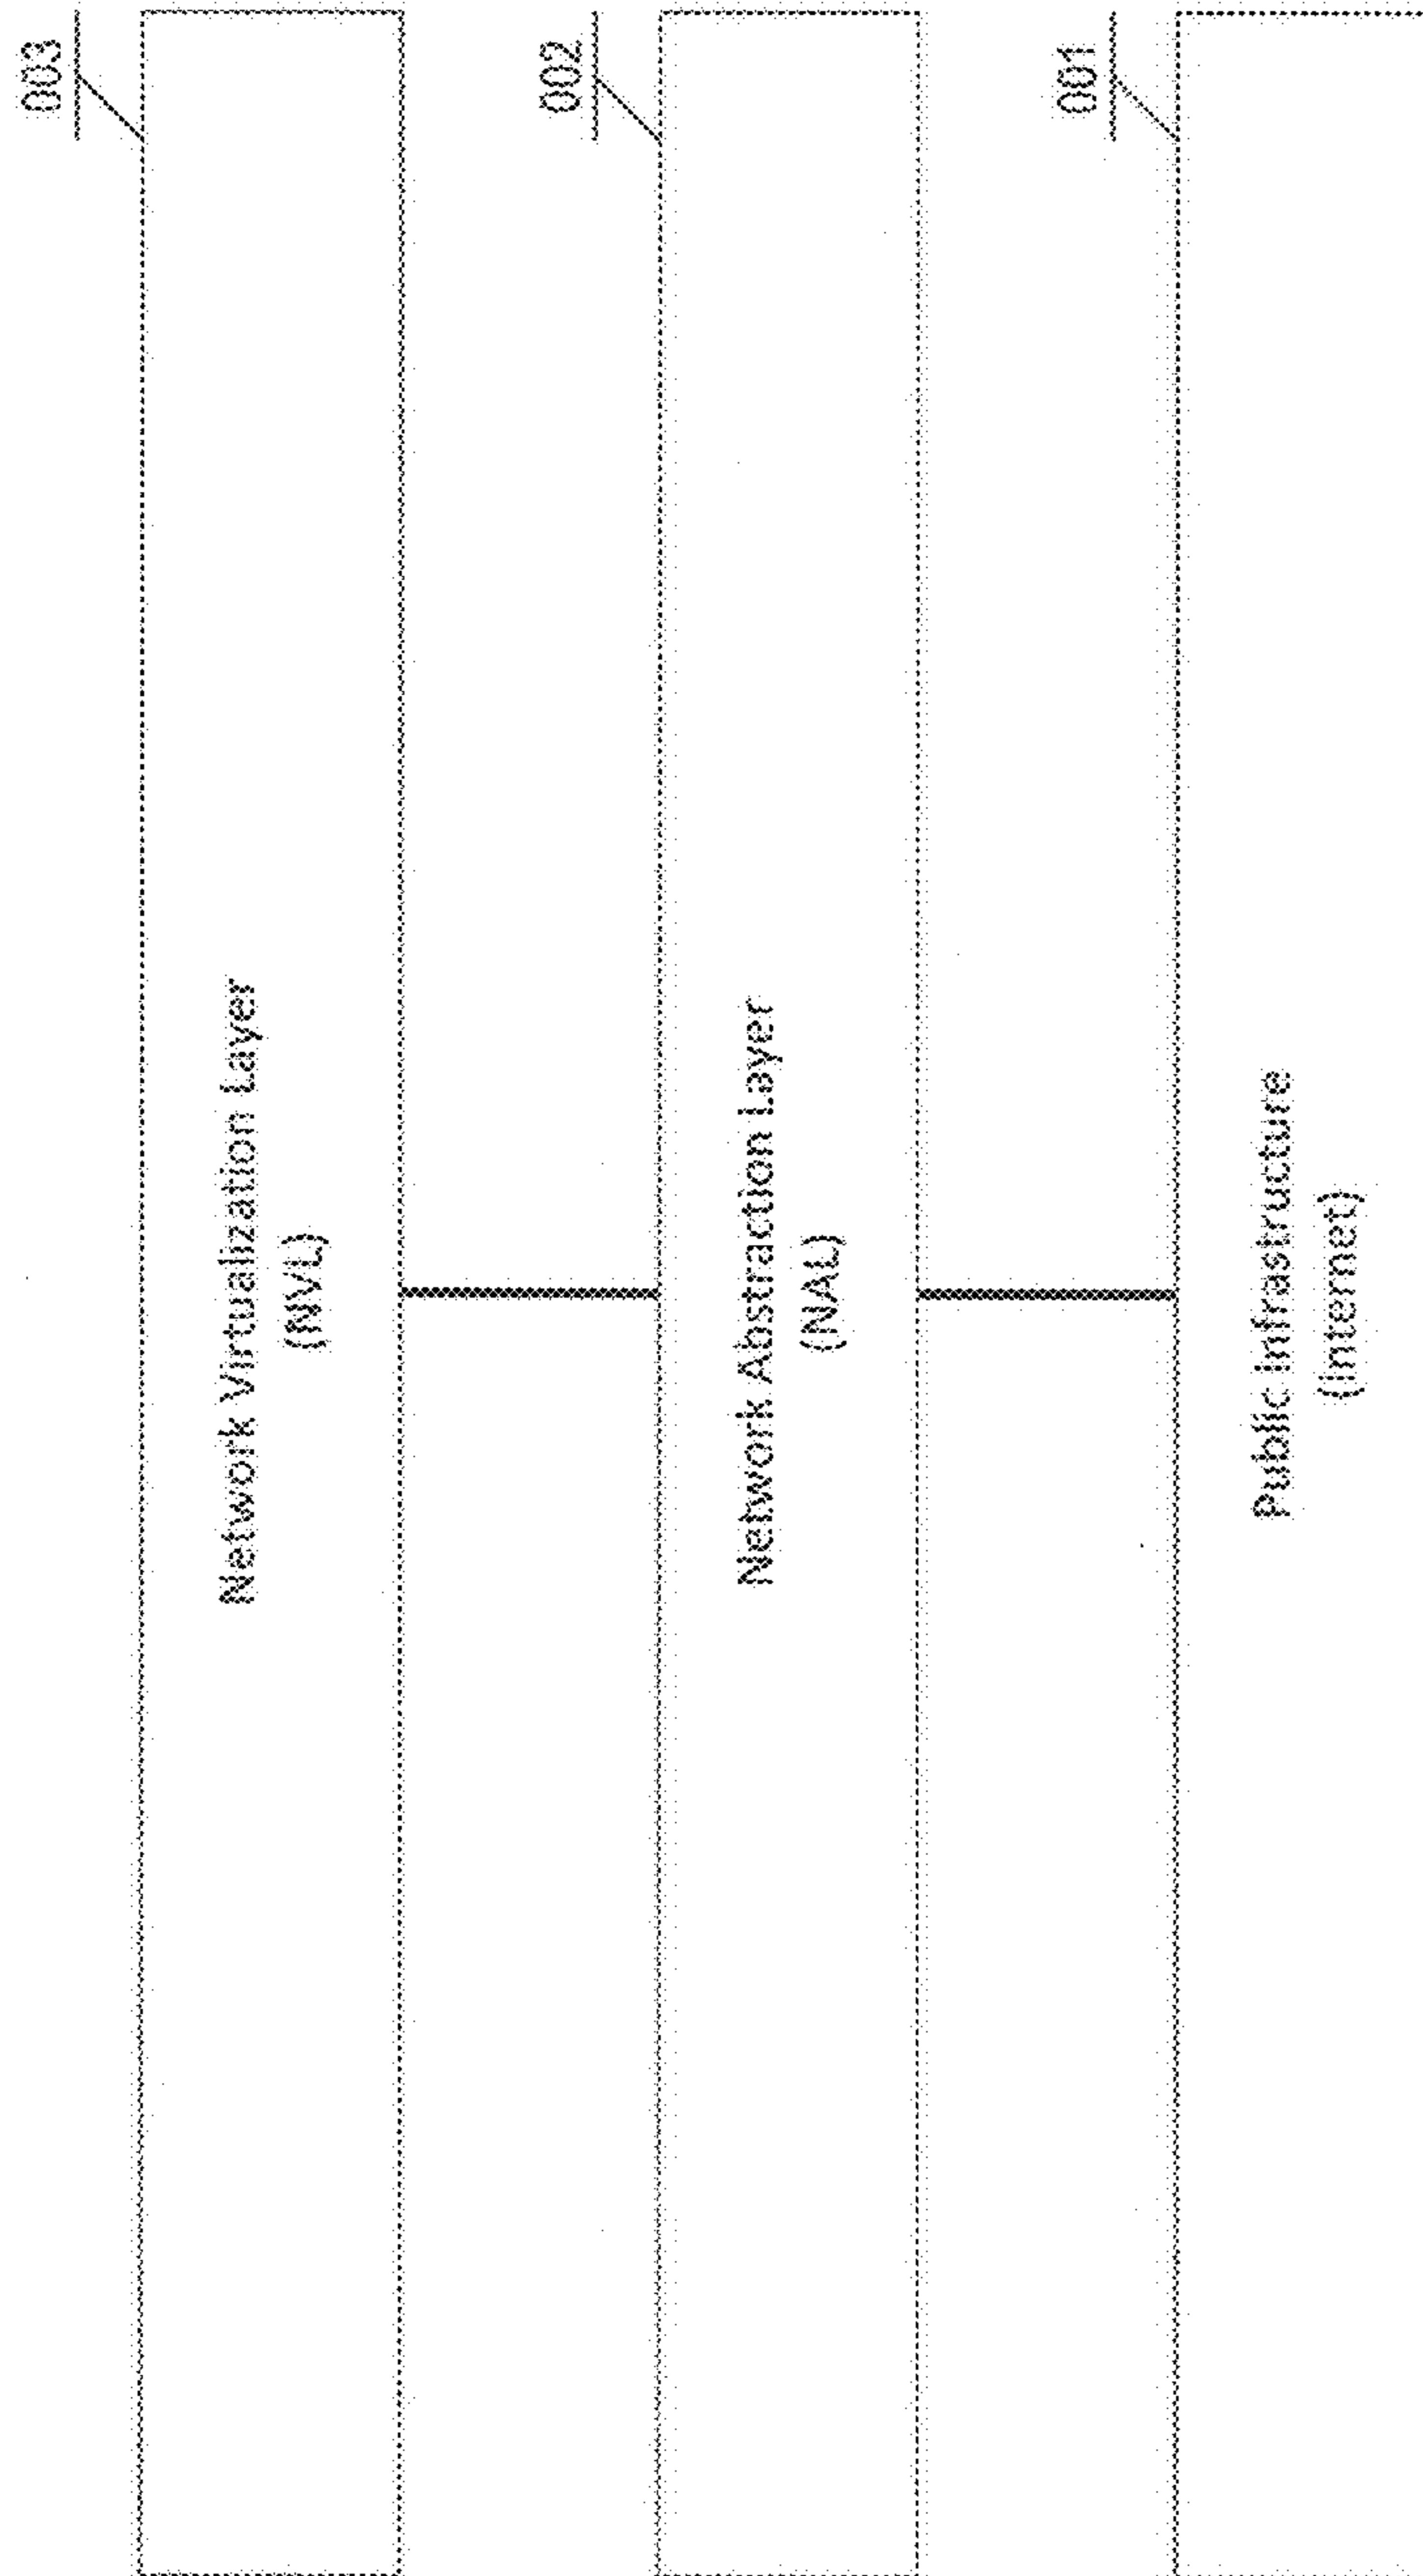 003
Network Virtualization Layer
(NVL)
002
Network Abstraction Layer
(NAL)
001
Public Infrastructure
(Internet)